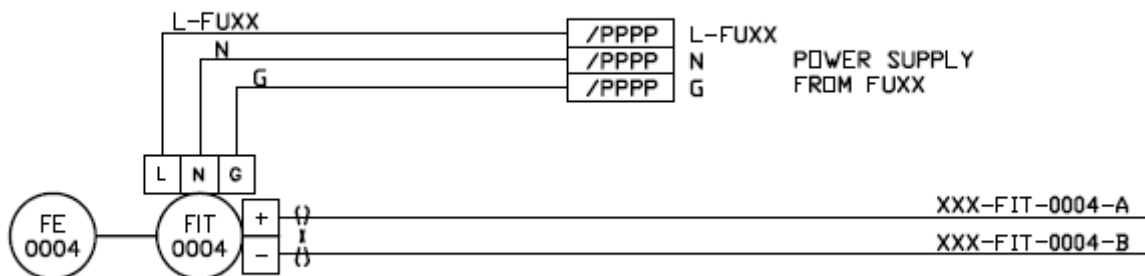 L-FUXX
/PPPP L-FUXX
N
/PPPP N POWER SUPPLY
G
/PPPP G FROM FUXX
L N G
FE
0004
FIT
0004
+
XXX-FIT-0004-A
-
XXX-FIT-0004-B